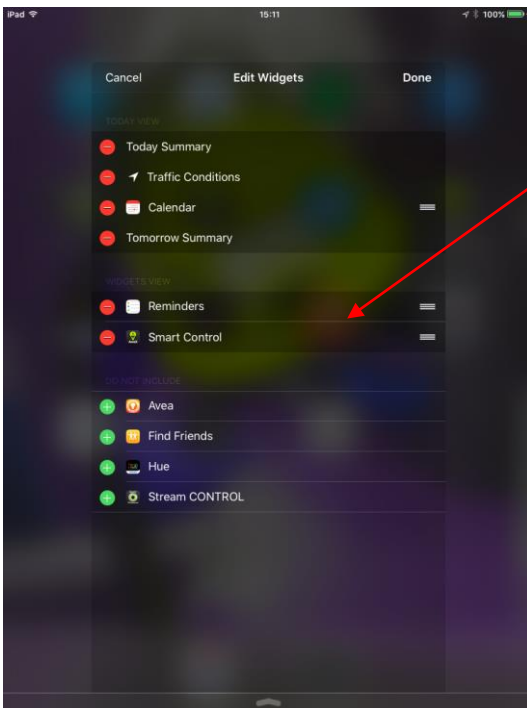 iPad 15:11 100%
Cancel Edit Widgets Done
TODAY VIEW
Today Summary
Traffic Conditions
Calendar
Tomorrow Summary
WIDGETS VIEW
Reminders
Smart Control
DO NOT INCLUDE
Avea
Find Friends
Hue
Stream CONTROL